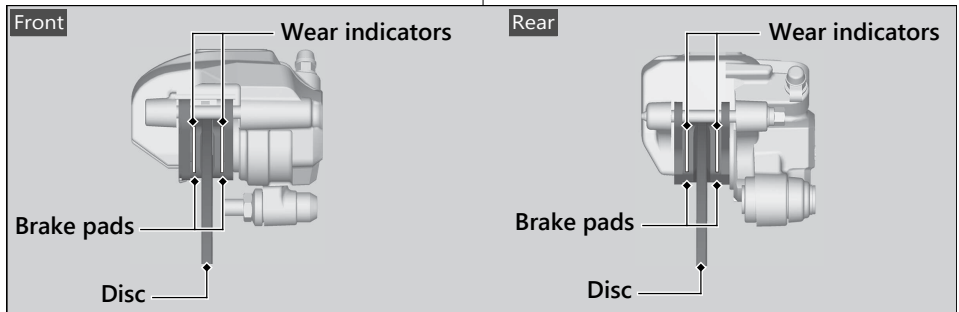 Front
Wear indicators
Brake pads
Disc
Rear
Wear indicators
Brake pads
Disc